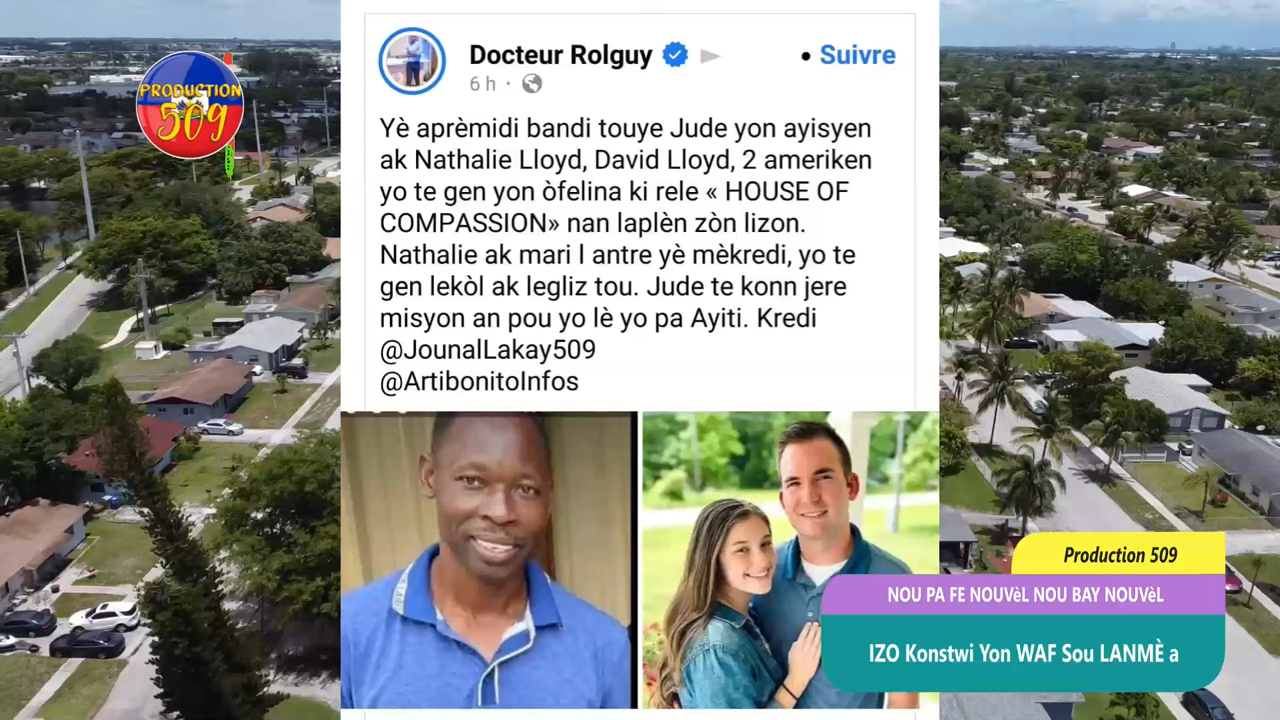 PRODUCTION
509
Docteur Rolguy
• Suivre
6 h ·
Yè aprèmidi bandi touye Jude yon ayisyen
ak Nathalie Lloyd, David Lloyd, 2 ameriken
yo te gen yon òfelina ki rele « HOUSE OF
COMPASSION» nan laplèn zòn lizon.
Nathalie ak mari l antre yè mèkredi, yo te
gen lekòl ak legliz tou. Jude te konn jere
misyon an pou yo lè yo pa Ayiti. Kredi
@JounalLakay509
@ArtibonitoInfos
Production 509
NOU PA FE NOUVèL NOU BAY NOUVèL
IZO Konstwi Yon WAF Sou LANMÈ a